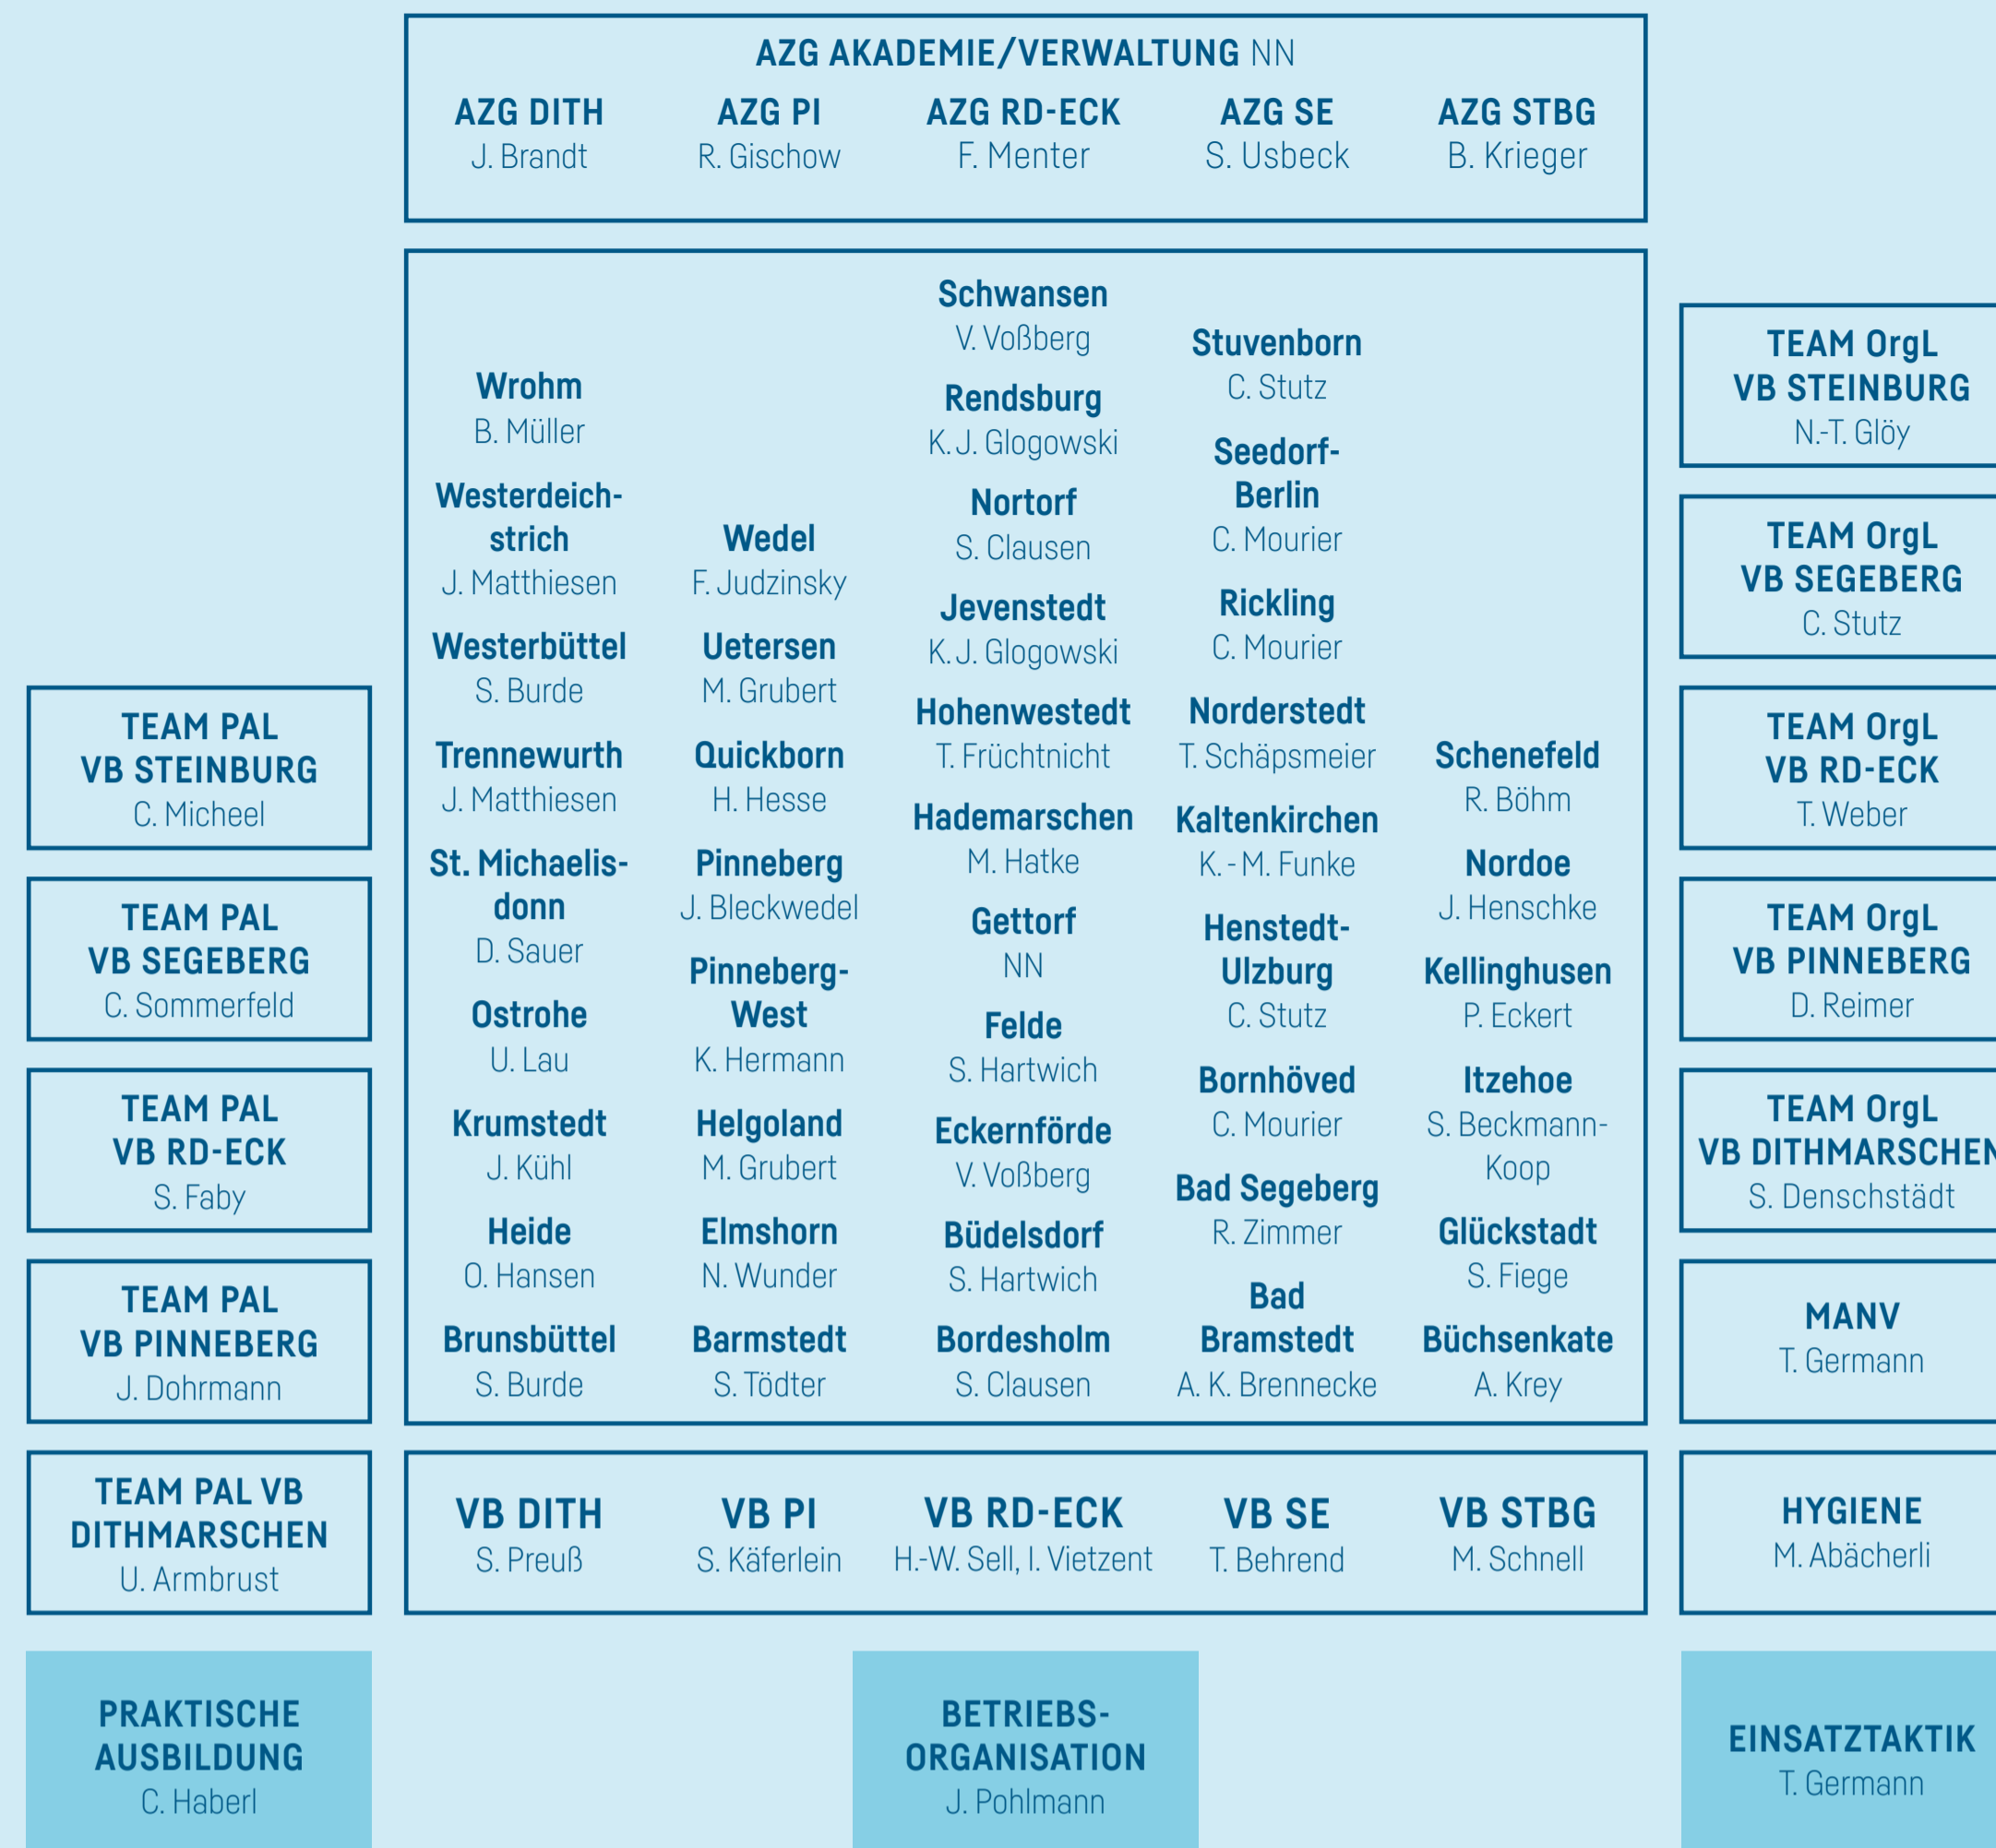 AZG AKADEMIE/VERWALTUNG NN
AZG DITH
J. Brandt
AZG PI
R. Gischow
AZG RD-ECK
F. Menter
AZG SE
S. Usbeck
AZG STBG
B. Krieger
TEAM PAL
VB STEINBURG
C. Micheel
TEAM PAL
VB SEGEBERG
C. Sommerfeld
TEAM PAL
VB RD-ECK
S. Faby
TEAM PAL
VB PINNEBERG
J. Dohrmann
TEAM PAL VB
DITHMARSCHEN
U. Armbrust
Wrohm
B. Müller
Westerdeich-
strich
J. Matthiesen
Westerbüttel
S. Burde
Trennewurth
J. Matthiesen
St. Michaelis-
donn
D. Sauer
Ostrohe
U. Lau
Krumstedt
J. Kühl
Heide
O. Hansen
Brunsbüttel
S. Burde
Wedel
F. Judzinsky
Uetersen
M. Grubert
Quickborn
H. Hesse
Pinneberg
J. Bleckwedel
Pinneberg-
West
K. Hermann
Helgoland
M. Grubert
Elmshorn
N. Wunder
Barmstedt
S. Tödter
Schwansen
V. Voßberg
Rendsburg
K. J. Glogowski
Nortorf
S. Clausen
Jevenstedt
K. J. Glogowski
Hohenwestedt
T. Früchtnicht
Hademarschen
M. Hatke
Gettorf
NN
Felde
S. Hartwich
Eckernförde
V. Voßberg
Büdelsdorf
S. Hartwich
Bordesholm
S. Clausen
Stuvenborn
C. Stutz
Seedorf-
Berlin
C. Mourier
Rickling
C. Mourier
Norderstedt
T. Schäpsmeier
Kaltenkirchen
K. - M. Funke
Henstedt-
Ulzburg
C. Stutz
Bornhöved
C. Mourier
Bad Segeberg
R. Zimmer
Bad
Bramstedt
A. K. Brennecke
Schenefeld
R. Böhm
Nordoe
J. Henschke
Kellinghusen
P. Eckert
Itzehoe
S. Beckmann-
Koop
Glückstadt
S. Fiege
Büchsenkate
A. Krey
TEAM OrgL
VB STEINBURG
N.-T. Glöy
TEAM OrgL
VB SEGEBERG
C. Stutz
TEAM OrgL
VB RD-ECK
T. Weber
TEAM OrgL
VB PINNEBERG
D. Reimer
TEAM OrgL
VB DITHMARSCHEN
S. Denschstädt
MANV
T. Germann
HYGIENE
M. Abächerli
VB DITH
S. Preuß
VB PI
S. Käferlein
VB RD-ECK
H.-W. Sell, I. Vietzent
VB SE
T. Behrend
VB STBG
M. Schnell
PRAKTISCHE
AUSBILDUNG
C. Haberl
BETRIEBS-
ORGANISATION
J. Pohlmann
EINSATZTAKTIK
T. Germann